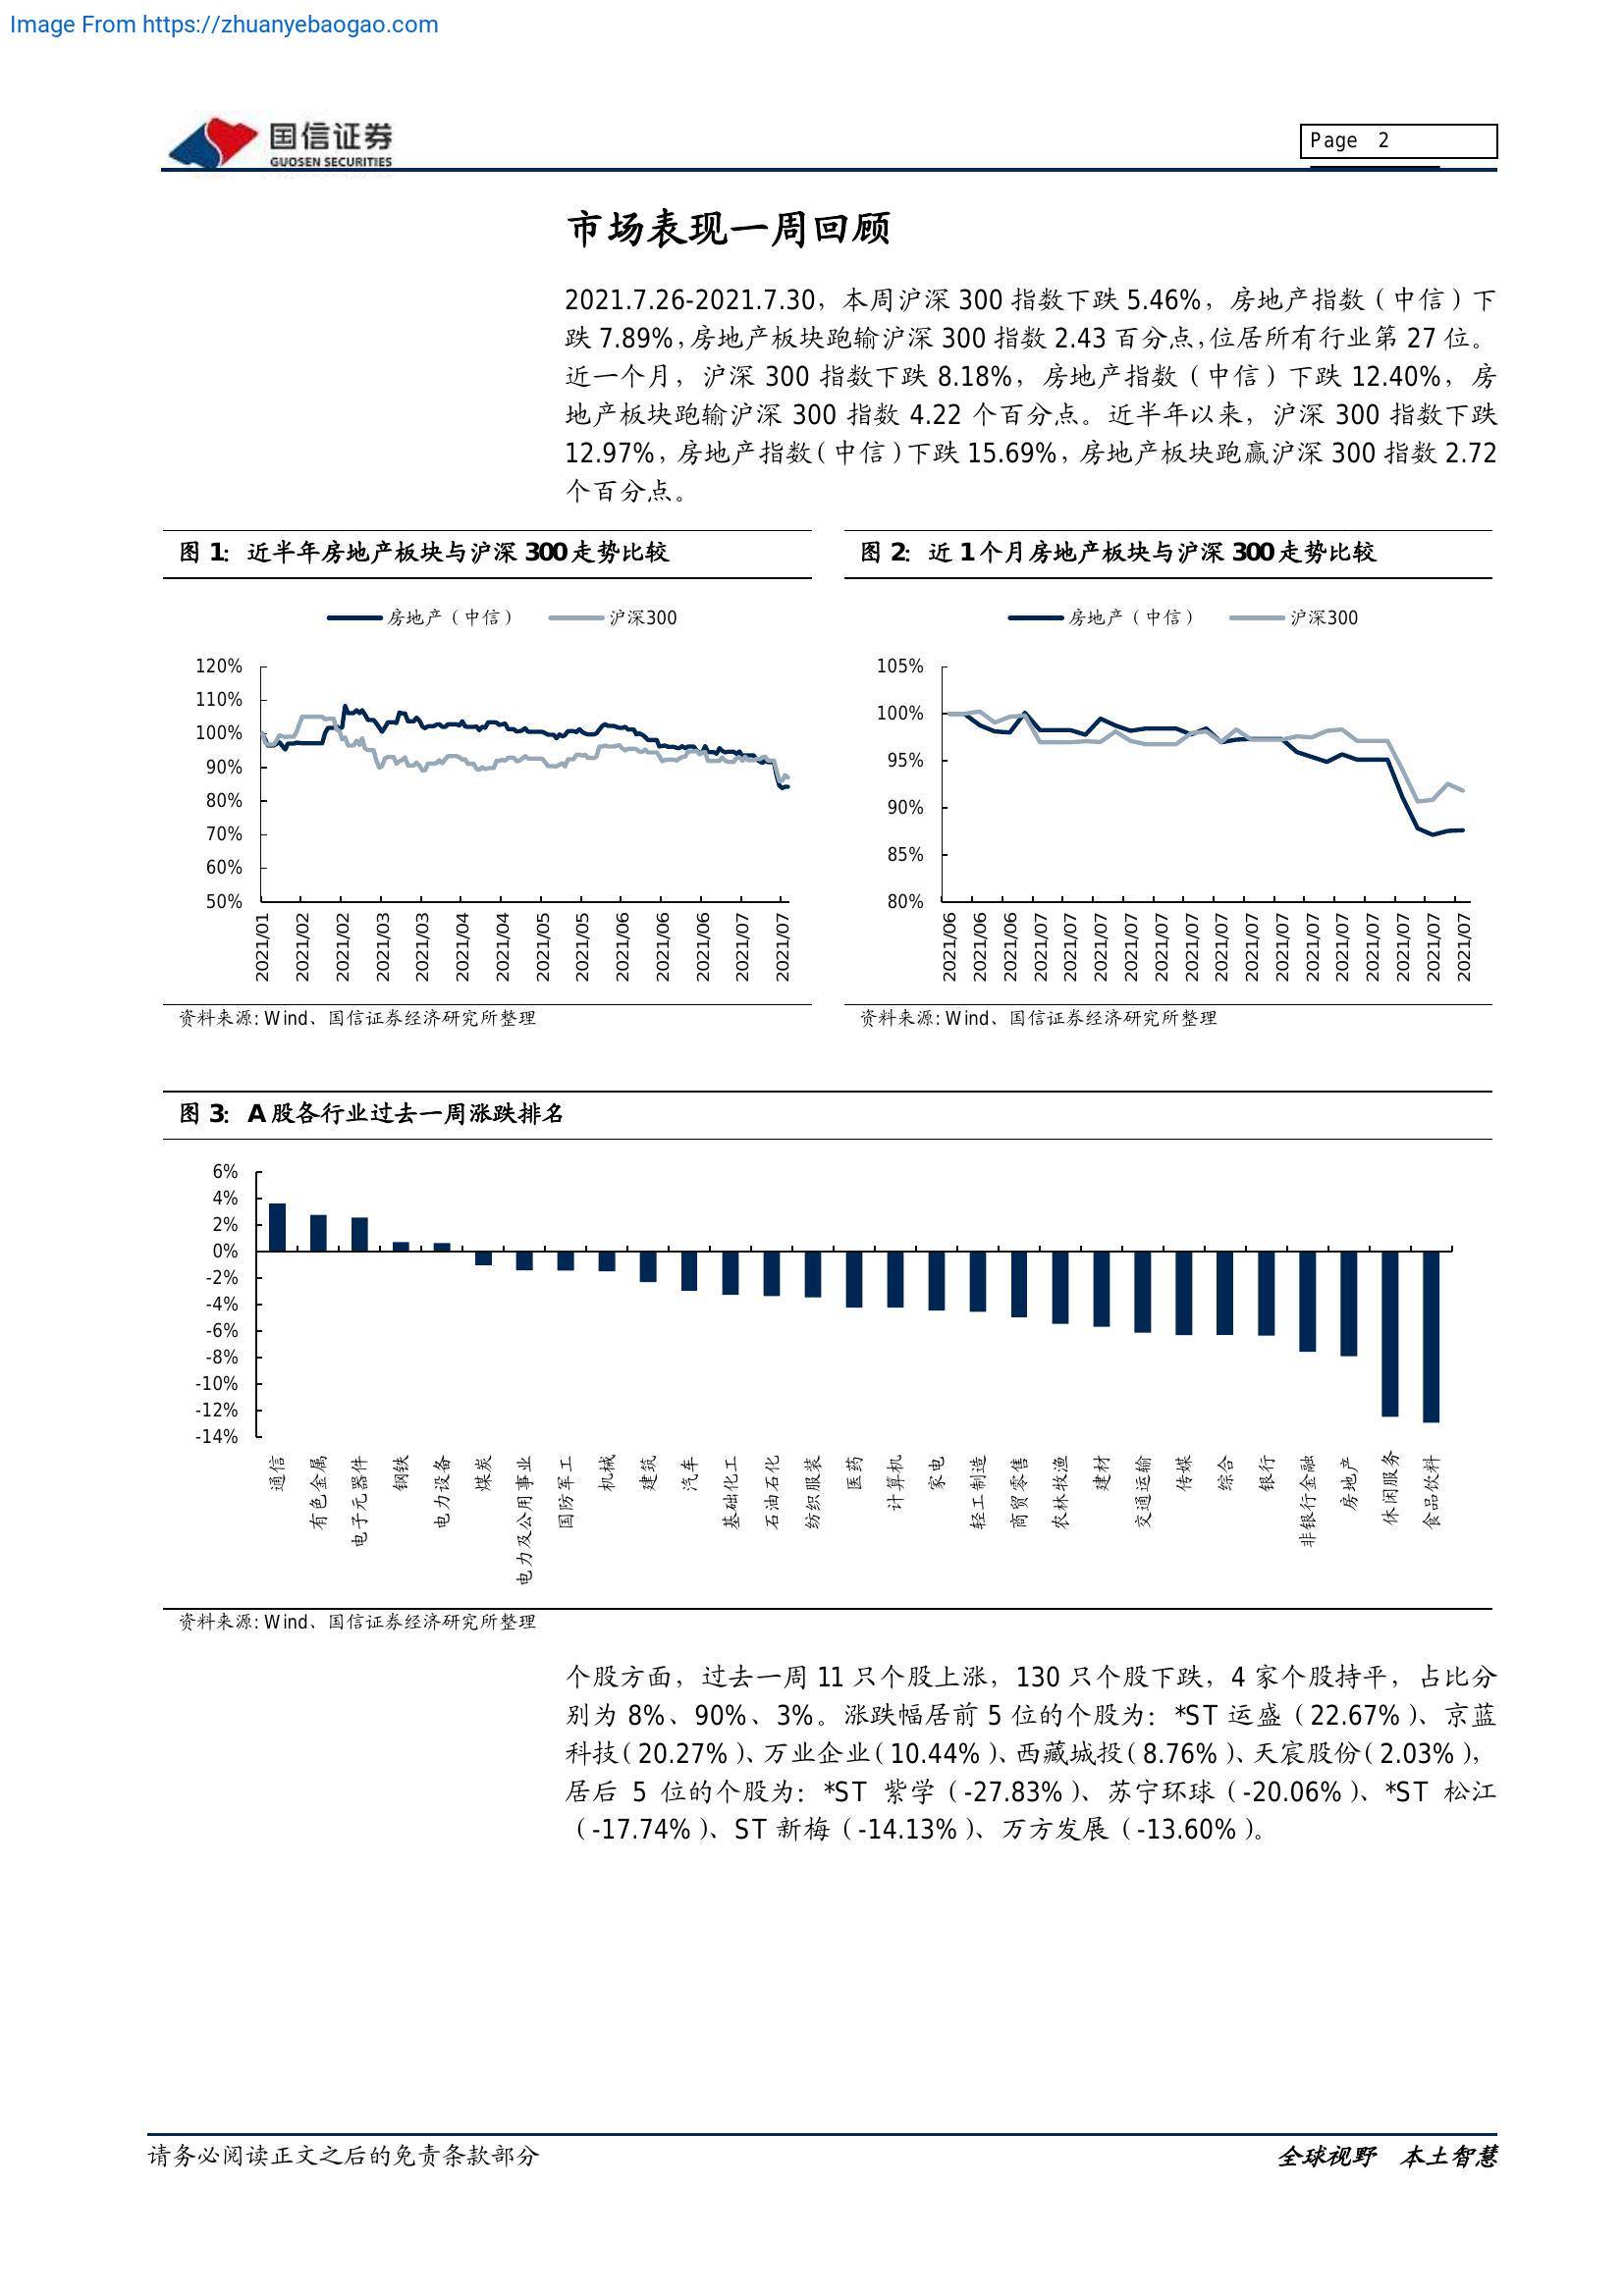 Image From https://zhuanyebaogao.com
国信证券
GUOSEN SECURITIES
Page 2
市场表现一周回顾
2021.7.26-2021.7.30，本周沪深 300 指数下跌 5.46%，房地产指数（中信）下
跌 7.89%，房地产板块跑输沪深 300 指数 2.43 百分点，位居所有行业第 27 位。
近一个月，沪深 300 指数下跌 8.18%，房地产指数（中信）下跌 12.40%，房
地产板块跑输沪深 300 指数 4.22 个百分点。近半年以来，沪深 300 指数下跌
12.97%，房地产指数（中信）下跌 15.69%，房地产板块跑赢沪深 300 指数 2.72
个百分点。
图 1：近半年房地产板块与沪深 300 走势比较
房地产（中信） 沪深300
120%
110%
100%
90%
80%
70%
60%
50%
2021/01 2021/02 2021/02 2021/03 2021/03 2021/04 2021/04 2021/05 2021/05 2021/06 2021/06 2021/06 2021/07 2021/07
资料来源：Wind、国信证券经济研究所整理
图 2：近 1 个月房地产板块与沪深 300 走势比较
房地产（中信） 沪深300
105%
100%
95%
90%
85%
80%
2021/06 2021/06 2021/06 2021/07 2021/07 2021/07 2021/07 2021/07 2021/07 2021/07 2021/07 2021/07 2021/07 2021/07 2021/07 2021/07 2021/07 2021/07
资料来源：Wind、国信证券经济研究所整理
图 3：A 股各行业过去一周涨跌排名
6%
4%
2%
0%
-2%
-4%
-6%
-8%
-10%
-12%
-14%
通信 有色金属 电子元器件 钢铁 电力设备 煤炭 电力及公用事业 国防军工 机械 建筑 汽车 基础化工 石油石化 纺织服装 医药 计算机 家电 轻工制造 商贸零售 农林牧渔 建材 交通运输 传媒 综合 银行 非银行金融 房地产 休闲服务 食品饮料
资料来源：Wind、国信证券经济研究所整理
个股方面，过去一周 11 只个股上涨，130 只个股下跌，4 家个股持平，占比分
别为 8%、90%、3%。涨跌幅居前 5 位的个股为：*ST 运盛（22.67%）、京蓝
科技（20.27%）、万业企业（10.44%）、西藏城投（8.76%）、天宸股份（2.03%），
居后 5 位的个股为：*ST 紫学（-27.83%）、苏宁环球（-20.06%）、*ST 松江
（-17.74%）、ST 新梅（-14.13%）、万方发展（-13.60%）。
请务必阅读正文之后的免责条款部分
全球视野 本土智慧